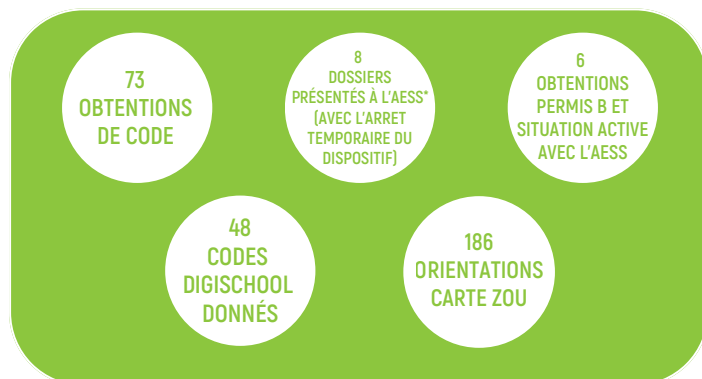 73
OBTENTIONS
DE CODE
8
DOSSIERS
PRÉSENTÉS À L'AESS*
(AVEC L'ARRET
TEMPORAIRE DU
DISPOSITIF)
6
OBTENTIONS
PERMIS B ET
SITUATION ACTIVE
AVEC L'AESS
48
CODES
DIGISCHOOL
DONNÉS
186
ORIENTATIONS
CARTE ZOU